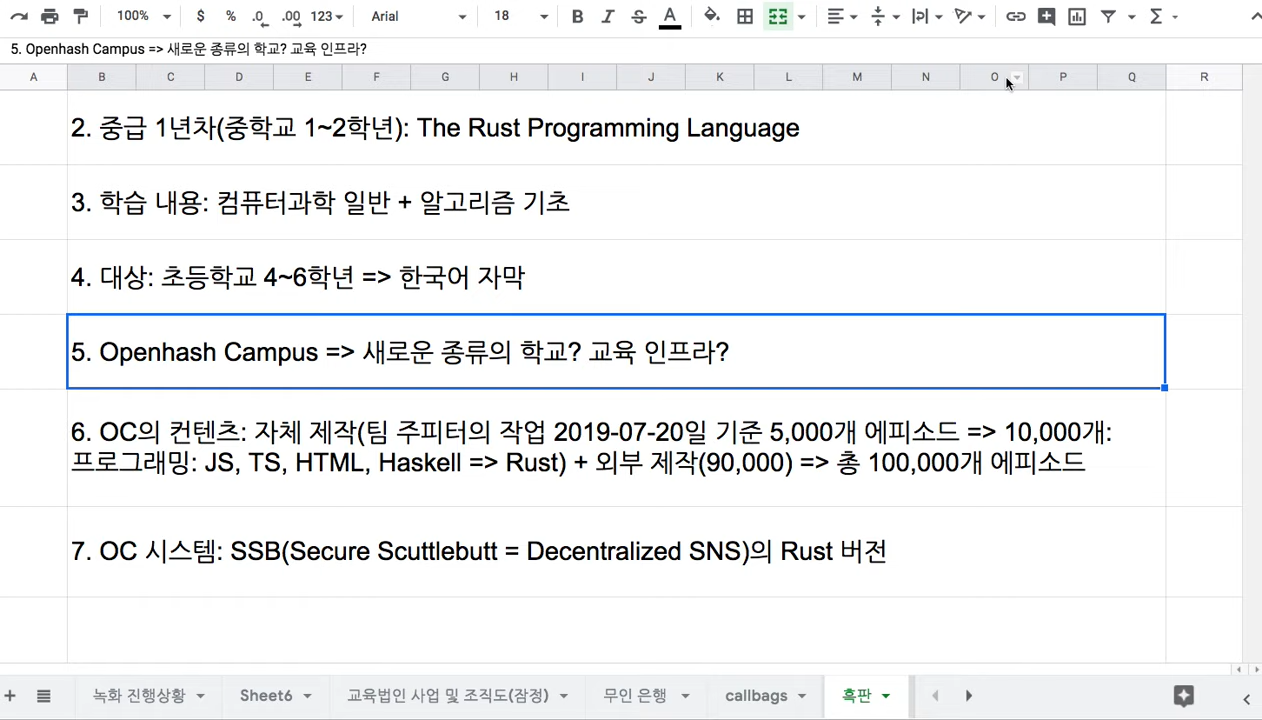 100% $ % .0 .00 123 Arial 18 B I S A
5. Openhash Campus => 새로운 종류의 학교? 교육 인프라?
A B C D E F G H I J K L M N O P Q R
2. 중급 1년차(중학교 1~2학년): The Rust Programming Language
3. 학습 내용: 컴퓨터과학 일반 + 알고리즘 기초
4. 대상: 초등학교 4~6학년 => 한국어 자막
5. Openhash Campus => 새로운 종류의 학교? 교육 인프라?
6. OC의 컨텐츠: 자체 제작(팀 주피터의 작업 2019-07-20일 기준 5,000개 에피소드 => 10,000개:
프로그래밍: JS, TS, HTML, Haskell => Rust) + 외부 제작(90,000) => 총 100,000개 에피소드
7. OC 시스템: SSB(Secure Scuttlebutt = Decentralized SNS)의 Rust 버전
녹화 진행상황 Sheet6 교육법인 사업 및 조직도(잠정) 무인 은행 callbags 흑판